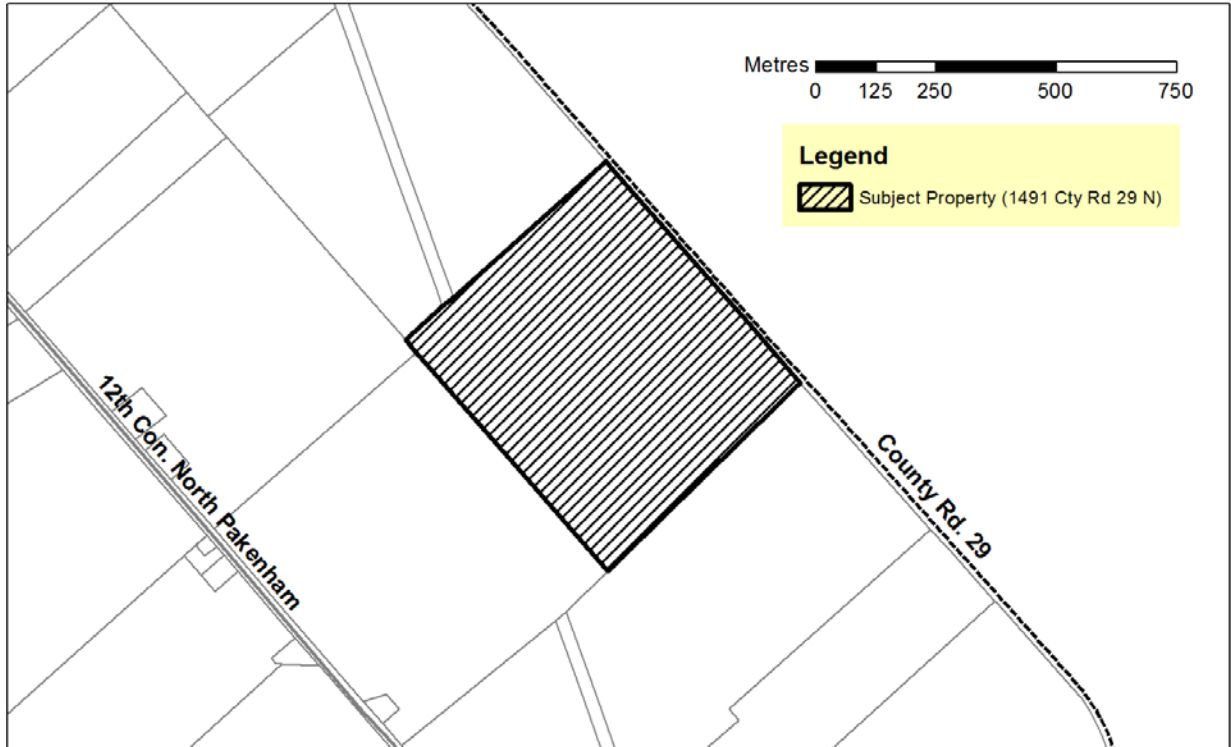 Metres
0 125 250 500 750
Legend
Subject Property (1491 Cty Rd 29 N)
12th Con. North Pakenham
County Rd. 29